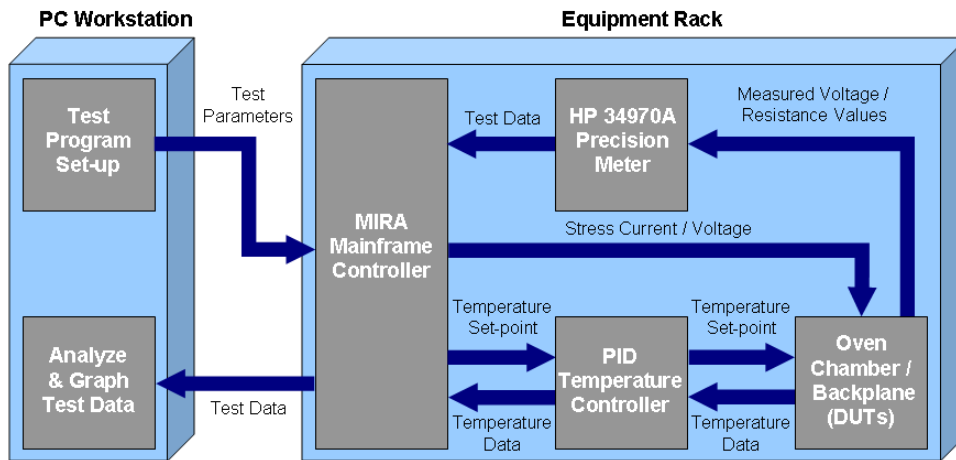 PC Workstation
Equipment Rack
Test
Program
Set-up
Test
Parameters
MIRA
Mainframe
Controller
Test Data
HP 34970A
Precision
Meter
Measured Voltage /
Resistance Values
Stress Current / Voltage
Temperature
Set-point
PID
Temperature
Controller
Temperature
Set-point
Oven
Chamber /
Backplane
(DUTs)
Temperature
Data
Temperature
Data
Analyze
& Graph
Test Data
Test Data